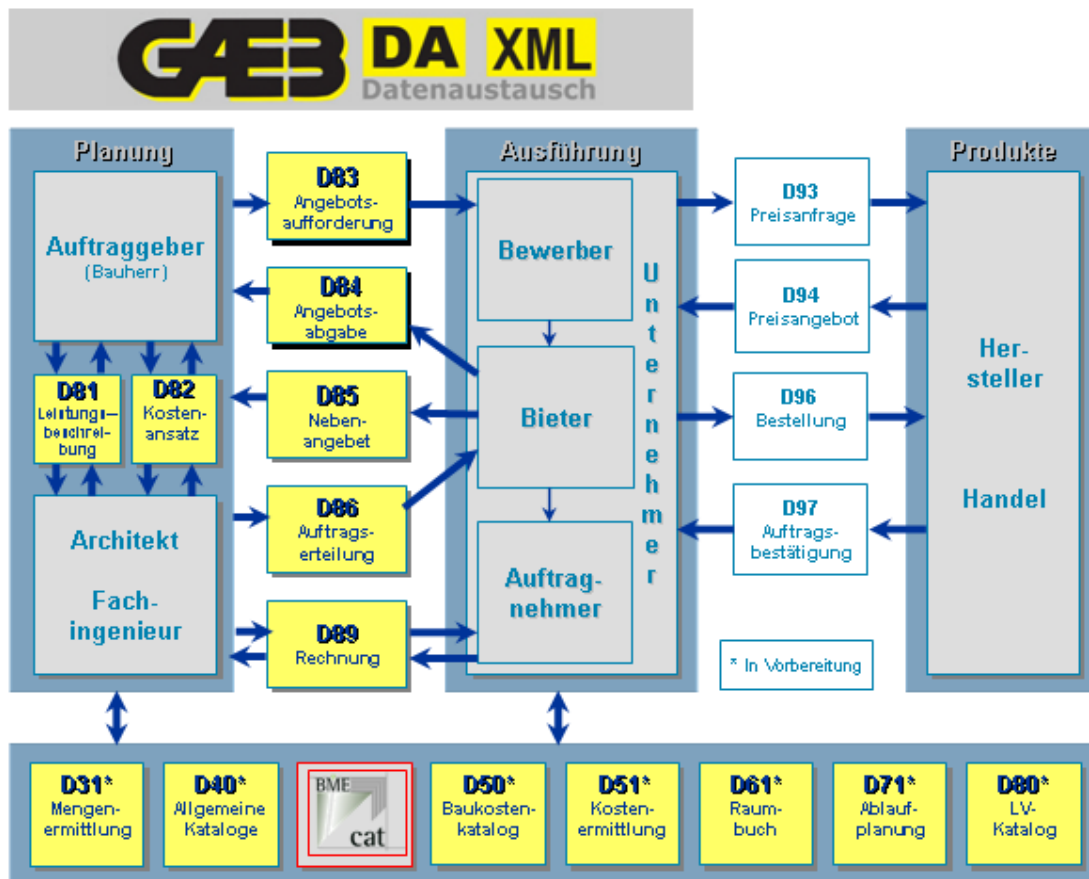 GAEB DA XML
Datenaustausch
Planung
Ausführung
Produkte
Auftraggeber
(Bauherr)
D81
Leistungs-
beschrei-
bung
D82
Kosten-
ansatz
Architekt
Fach-
ingenieur
D83
Angebots-
aufforderung
D84
Angebots-
abgabe
D85
Neben-
angebet
D86
Auftrags-
erteilung
D89
Rechnung
Bewerber
Bieter
Auftrag-
nehmer
Unternehmer
D93
Preisanfrage
D94
Preisangebot
D96
Bestellung
D97
Auftrags-
bestätigung
* In Vorbereitung
Her-
steller
Handel
D31*
Mengen-
ermittlung
D40*
Allgemeine
Kataloge
BME
cat
D50*
Baukosten-
katalog
D51*
Kosten-
ermittlung
D61*
Raum-
buch
D71*
Ablauf-
planung
D80*
LV-
Katalog